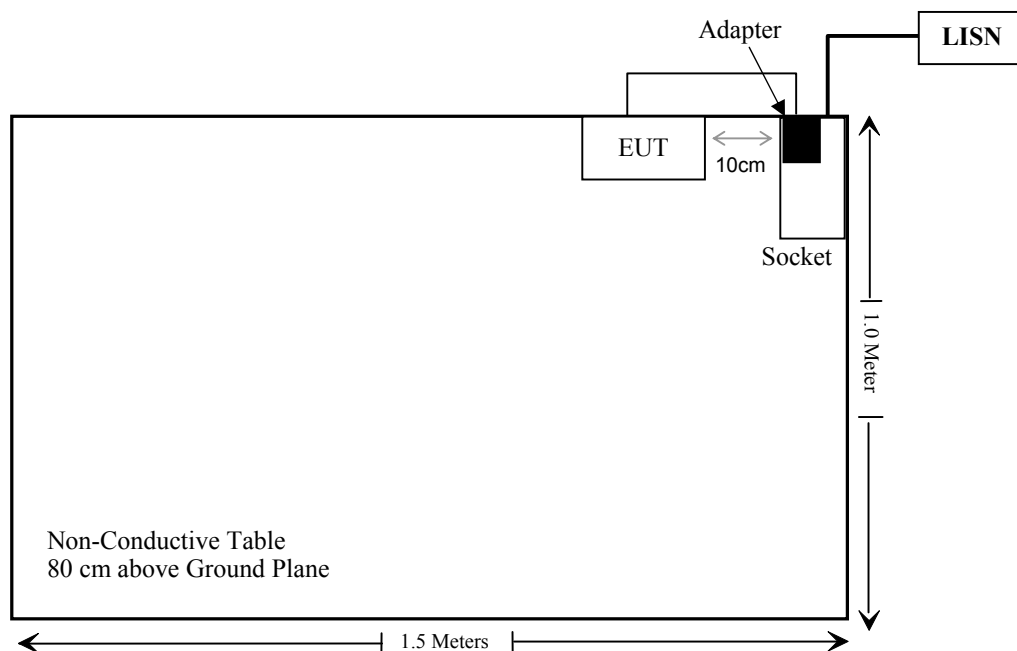 Adapter
LISN
EUT
10cm
Socket
1.0 Meter
Non-Conductive Table
80 cm above Ground Plane
1.5 Meters